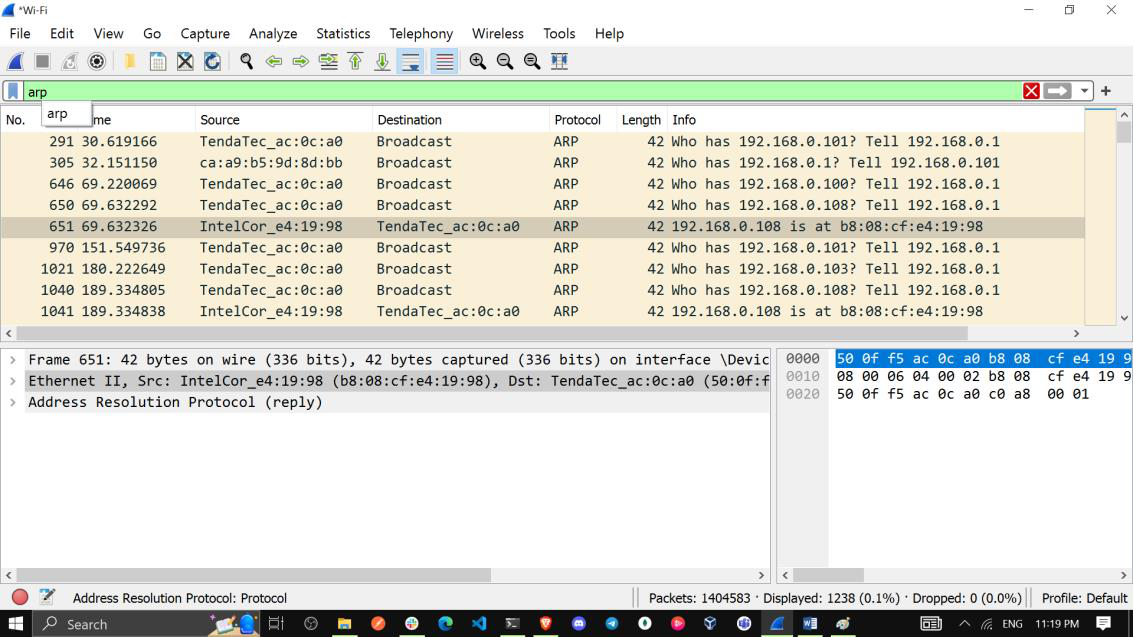 *Wi-Fi
File Edit View Go Capture Analyze Statistics Telephony Wireless Tools Help
arp
arp
No. me Source Destination Protocol Length Info
291 30.619166 TendaTec_ac:0c:a0 Broadcast ARP 42 Who has 192.168.0.101? Tell 192.168.0.1
305 32.151150 ca:a9:b5:9d:8d:bb Broadcast ARP 42 Who has 192.168.0.1? Tell 192.168.0.101
646 69.220069 TendaTec_ac:0c:a0 Broadcast ARP 42 Who has 192.168.0.100? Tell 192.168.0.1
650 69.632292 TendaTec_ac:0c:a0 Broadcast ARP 42 Who has 192.168.0.108? Tell 192.168.0.1
651 69.632326 IntelCor_e4:19:98 TendaTec_ac:0c:a0 ARP 42 192.168.0.108 is at b8:08:cf:e4:19:98
970 151.549736 TendaTec_ac:0c:a0 Broadcast ARP 42 Who has 192.168.0.101? Tell 192.168.0.1
1021 180.222649 TendaTec_ac:0c:a0 Broadcast ARP 42 Who has 192.168.0.103? Tell 192.168.0.1
1040 189.334805 TendaTec_ac:0c:a0 Broadcast ARP 42 Who has 192.168.0.108? Tell 192.168.0.1
1041 189.334838 IntelCor_e4:19:98 TendaTec_ac:0c:a0 ARP 42 192.168.0.108 is at b8:08:cf:e4:19:98
Frame 651: 42 bytes on wire (336 bits), 42 bytes captured (336 bits) on interface \Devic
Ethernet II, Src: IntelCor_e4:19:98 (b8:08:cf:e4:19:98), Dst: TendaTec_ac:0c:a0 (50:0f:f
Address Resolution Protocol (reply)
0000 50 0f f5 ac 0c a0 b8 08 cf e4 19 9
0010 08 00 06 04 00 02 b8 08 cf e4 19 9
0020 50 0f f5 ac 0c a0 c0 a8 00 01
Address Resolution Protocol: Protocol
Packets: 1404583 · Displayed: 1238 (0.1%) · Dropped: 0 (0.0%)
Profile: Default
Search
ENG 11:19 PM